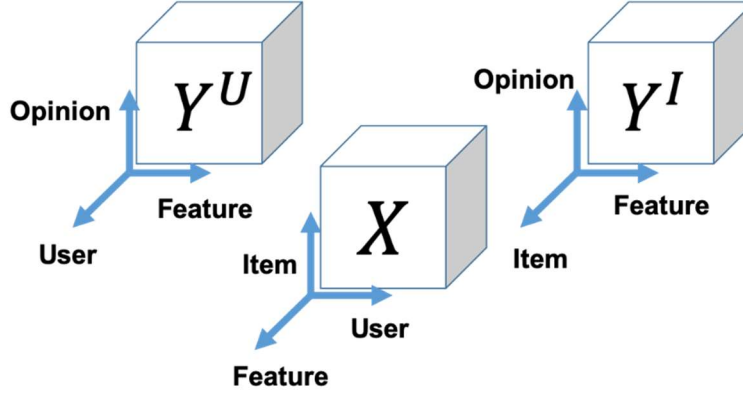 Y^U
Opinion
Feature
User
Y^I
Opinion
Feature
Item
X
Item
User
Feature